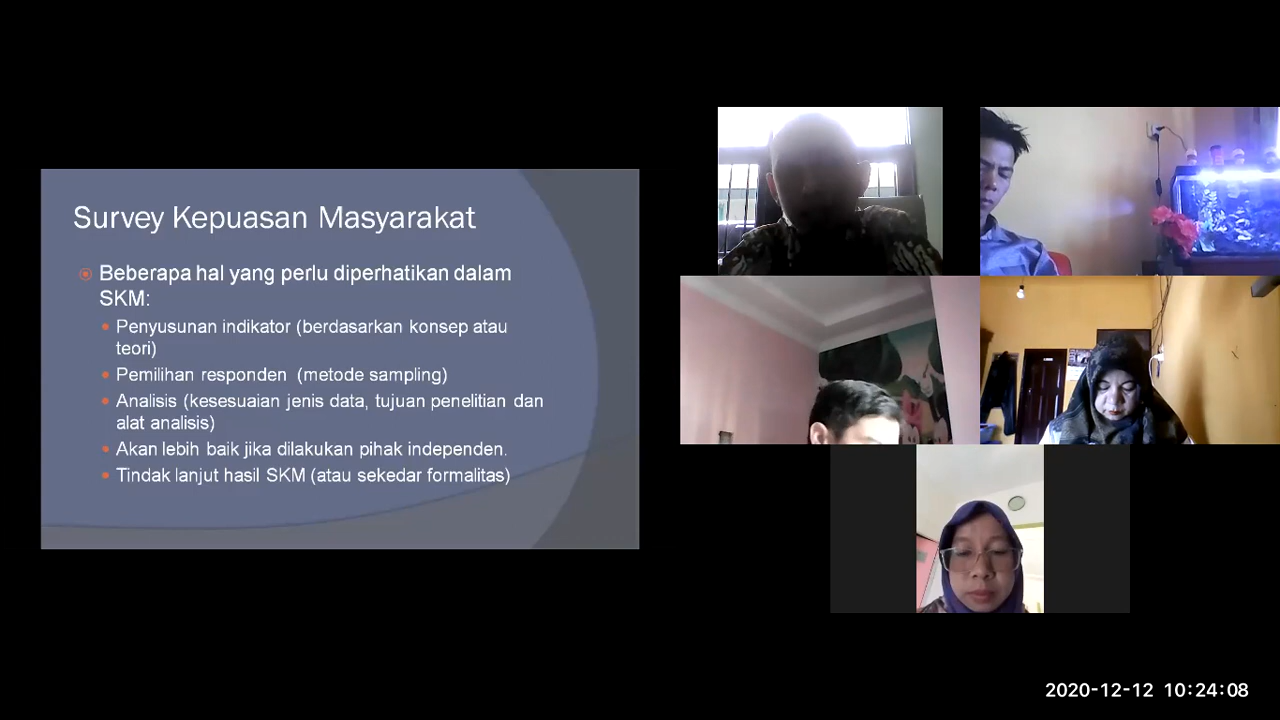 Survey Kepuasan Masyarakat
Beberapa hal yang perlu diperhatikan dalam
SKM:
Penyusunan indikator (berdasarkan konsep atau
teori)
Pemilihan responden (metode sampling)
Analisis (kesesuaian jenis data, tujuan penelitian dan
alat analisis)
Akan lebih baik jika dilakukan pihak independen.
Tindak lanjut hasil SKM (atau sekedar formalitas)
2020-12-12 10:24:08